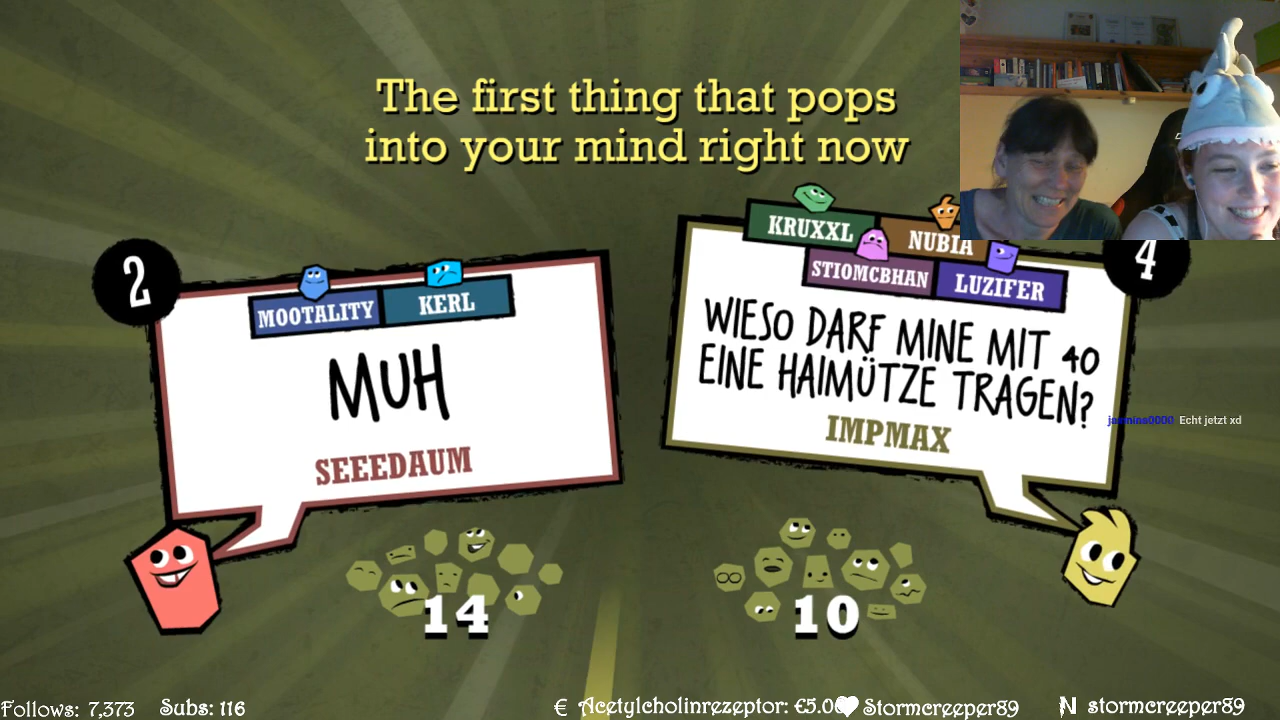 The first thing that pops
into your mind right now
2
MOOTALITY
KERL
MUH
SEEEDAUM
14
4
KRUXXL
NUBIA
STIOMCBHAN
LUZIFER
WIESO DARF MINE MIT 40
EINE HAIMÜTZE TRAGEN?
IMPMAX
10
jasmina0000 Echt jetzt xd
Follows: 7,373 Subs: 116 € Acetylcholinrezeptor: €5.0 Stormcreeper89 N stormcreeper89